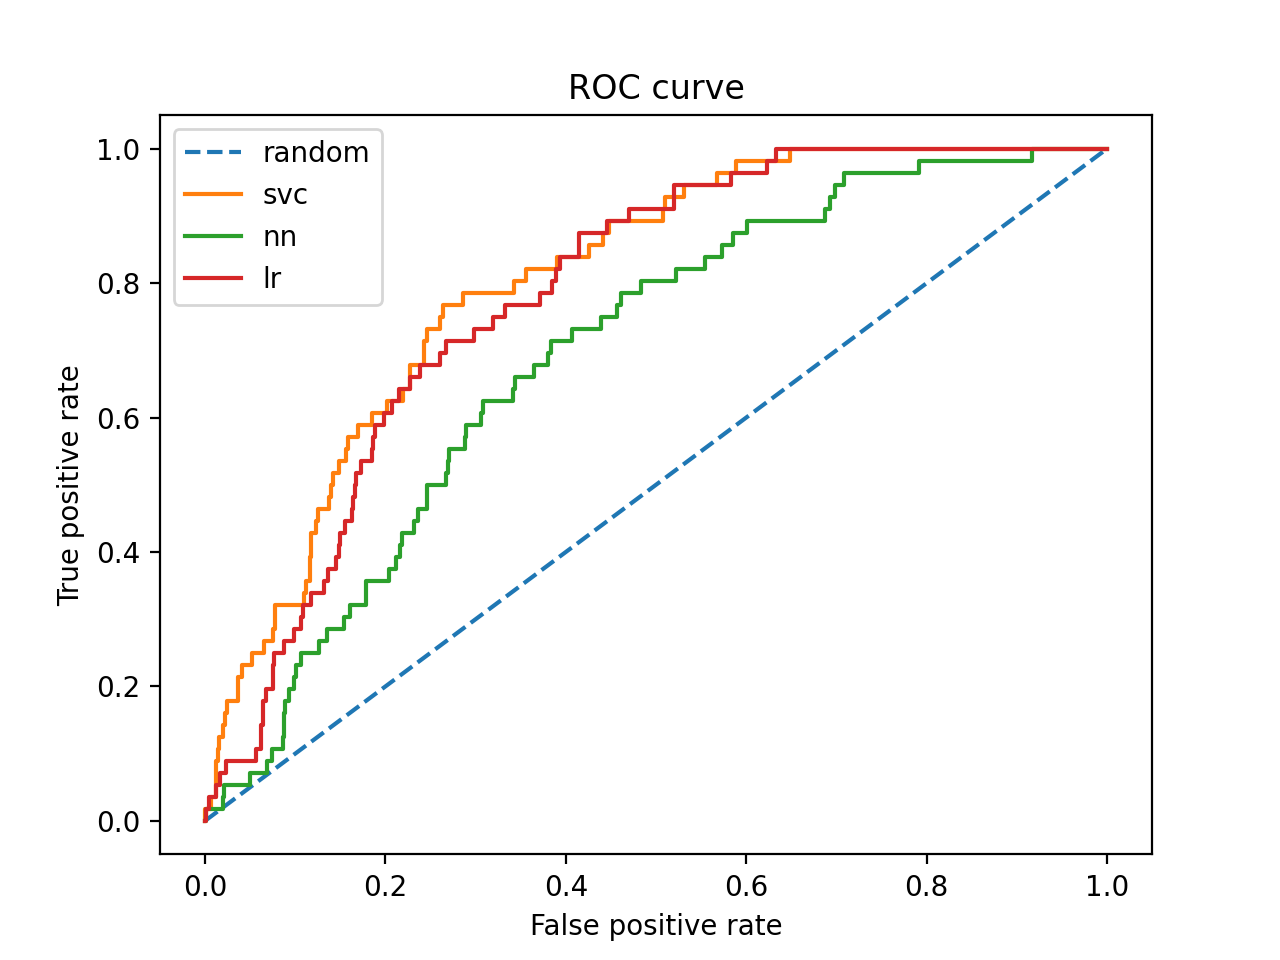 ROC curve
random
svc
nn
lr
True positive rate
1.0
0.8
0.6
0.4
0.2
0.0
0.0 0.2 0.4 0.6 0.8 1.0
False positive rate